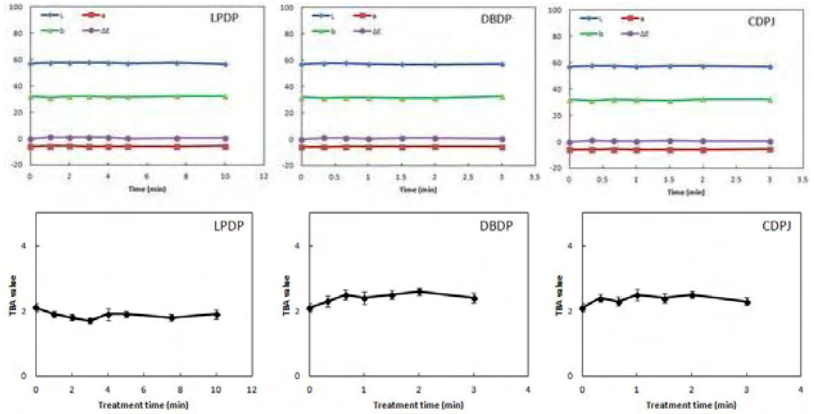 LPDP
L a
b ΔE
100
80
60
40
20
0
-20
0 2 4 6 8 10 12
Time (min)
DBDP
L a
b ΔE
100
80
60
40
20
0
-20
0 0.5 1 1.5 2 2.5 3 3.5
Time (min)
CDPJ
L a
b ΔE
100
80
60
40
20
0
-20
0 0.5 1 1.5 2 2.5 3 3.5
Time (min)
LPDP
TBA value
4
2
0
0 2 4 6 8 10 12
Treatment time (min)
DBDP
TBA value
4
2
0
0 1 2 3 4
Treatment time (min)
CDPJ
TBA value
4
2
0
0 1 2 3 4
Treatment time (min)